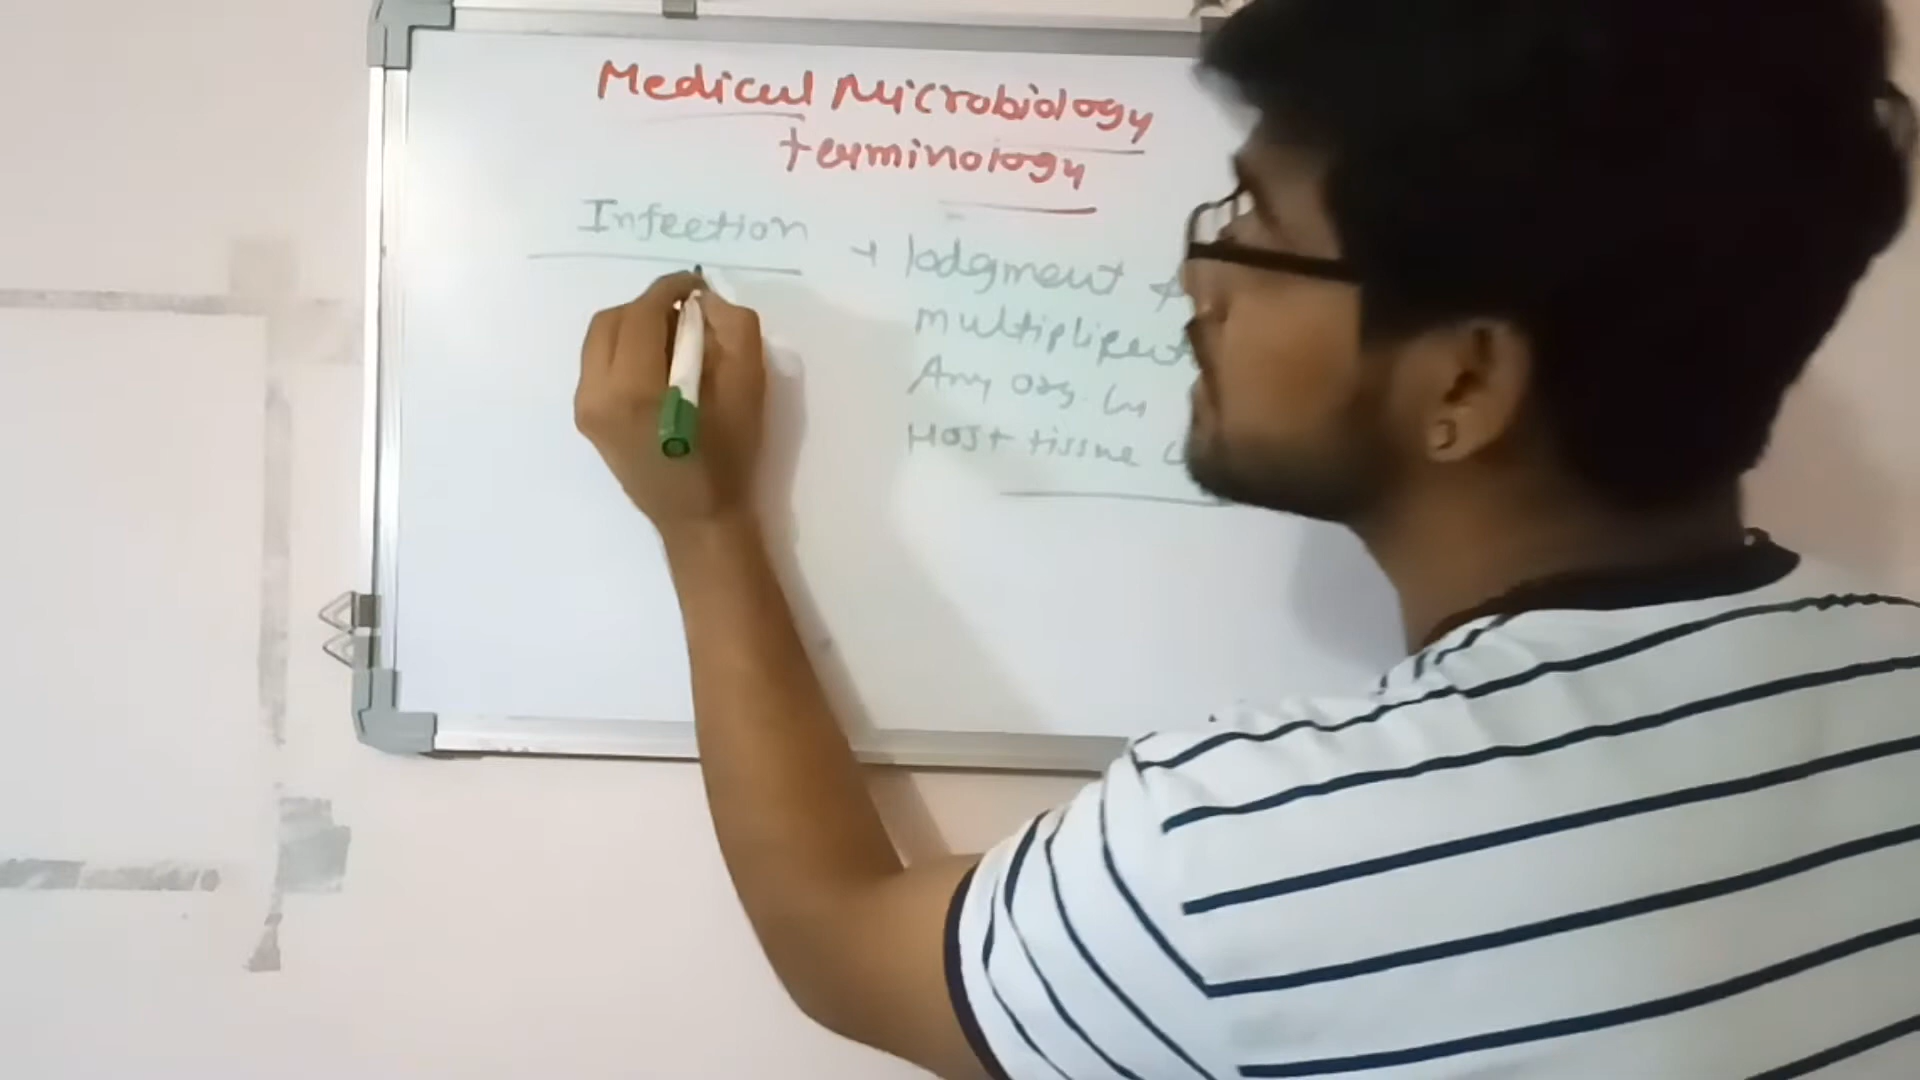 Medical Microbiology
terminology
Infection
→ lodgment &
multiplicat
Any org. in
Host tissue